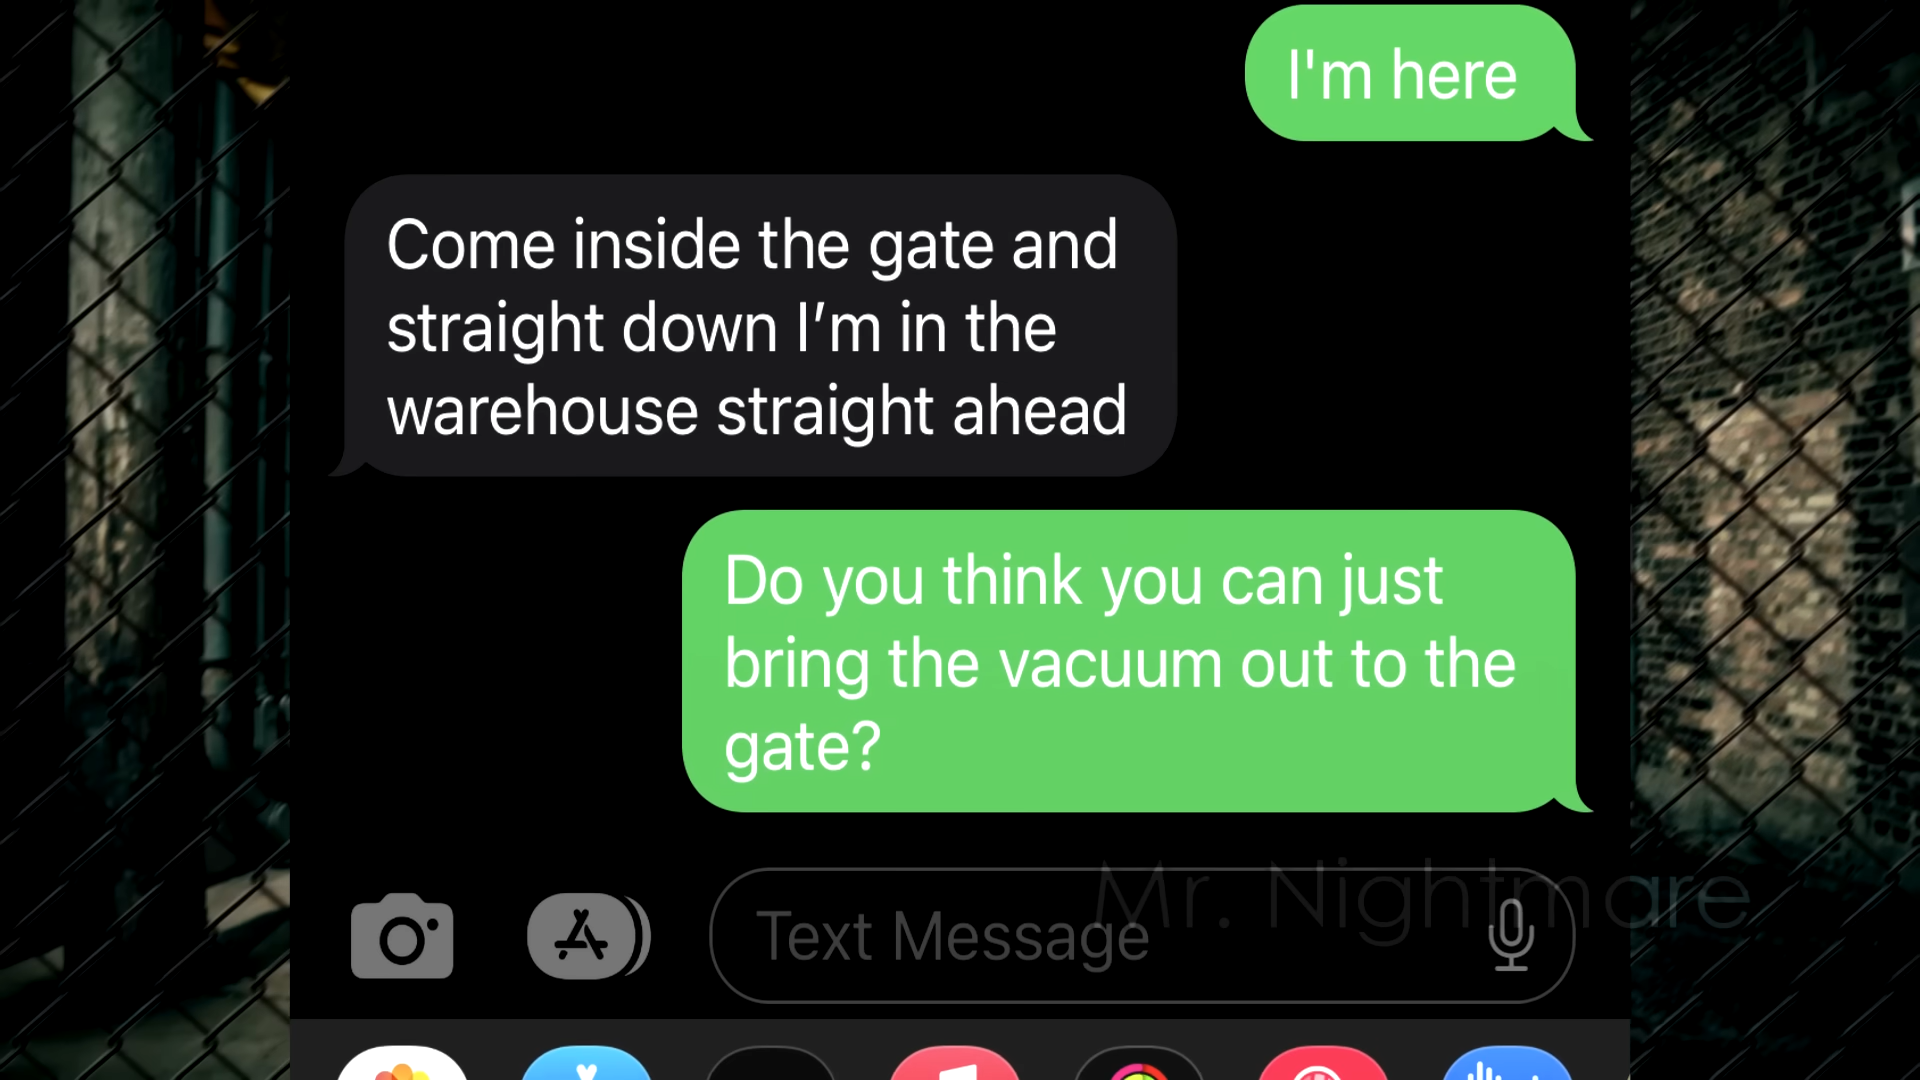 I'm here
Come inside the gate and
straight down I’m in the
warehouse straight ahead
Do you think you can just
bring the vacuum out to the
gate?
Text Message
Mr. Nightmare